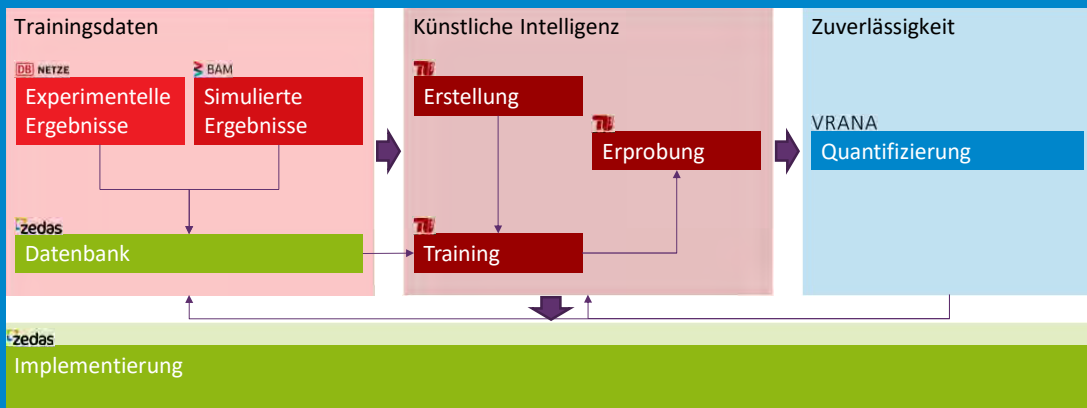 Trainingsdaten
DB NETZE
BAM
Experimentelle
Ergebnisse
Simulierte
Ergebnisse
zedas
Datenbank
Künstliche Intelligenz
Erstellung
Erprobung
Training
Zuverlässigkeit
VRANA
Quantifizierung
zedas
Implementierung